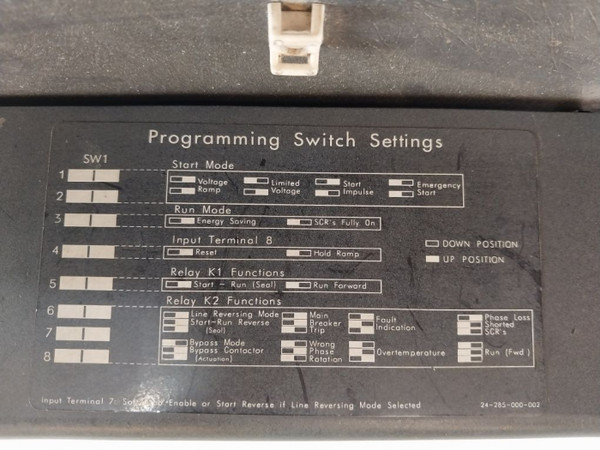 Programming Switch Settings
SW1
Start Mode
1
Voltage Ramp
Limited Voltage
Start Impulse
Emergency Start
2
Run Mode
3
Energy Saving
SCR's Fully On
Input Terminal 8
DOWN POSITION
4
Reset
Hold Ramp
UP POSITION
Relay K1 Functions
5
Start - Run (Seal)
Run Forward
Relay K2 Functions
6
Line Reversing Mode
Start-Run Reverse
(Seal)
Main
Breaker
Trip
Fault
Indication
Phase Loss
Shorted
SCR's
7
8
Bypass Mode
Bypass Contactor
(Actuation)
Wrong
Phase
Rotation
Overtemperature
Run (Fwd)
Input Terminal 7: Enable or Start Reverse if Line Reversing Mode Selected
24-285-000-002